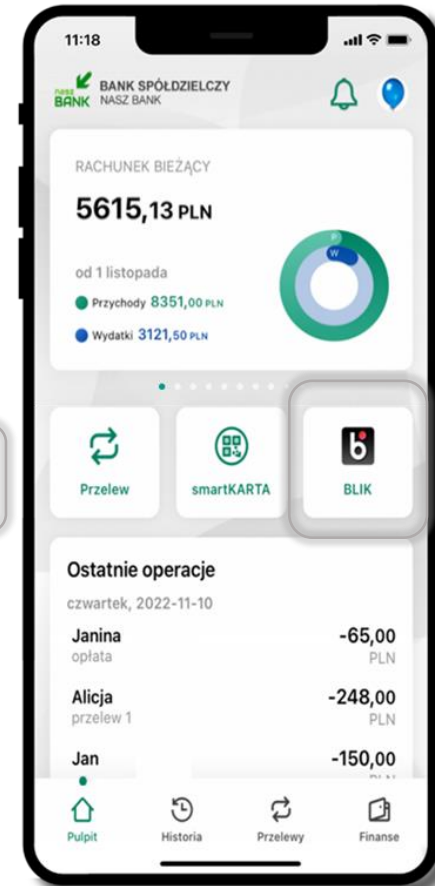 11:18
nasz BANK
BANK SPÓŁDZIELCZY
NASZ BANK
RACHUNEK BIEŻĄCY
5615,13 PLN
od 1 listopada
Przychody 8351,00 PLN
Wydatki 3121,50 PLN
P
W
Przelew
smartKARTA
b
BLIK
Ostatnie operacje
czwartek, 2022-11-10
Janina -65,00
opłata PLN
Alicja -248,00
przelew 1 PLN
Jan -150,00
Pulpit Historia Przelewy Finanse